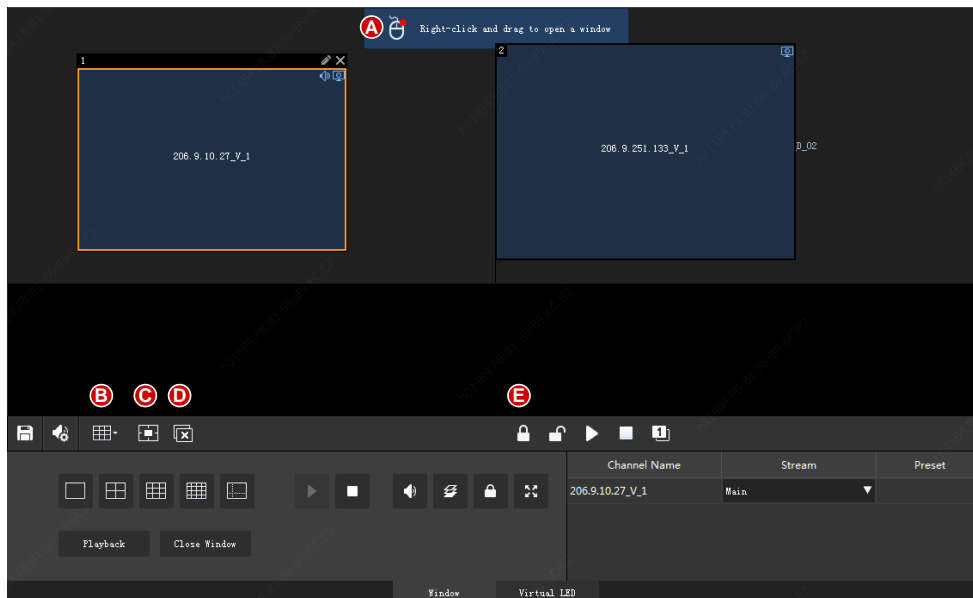 A
Right-click and drag to open a window
1
2
206.9.10.27_V_1
206.9.251.133_V_1
D_02
B
C
D
E
1
Channel Name
Stream
Preset
206.9.10.27_V_1
Main
Playback
Close Window
Window
Virtual LED